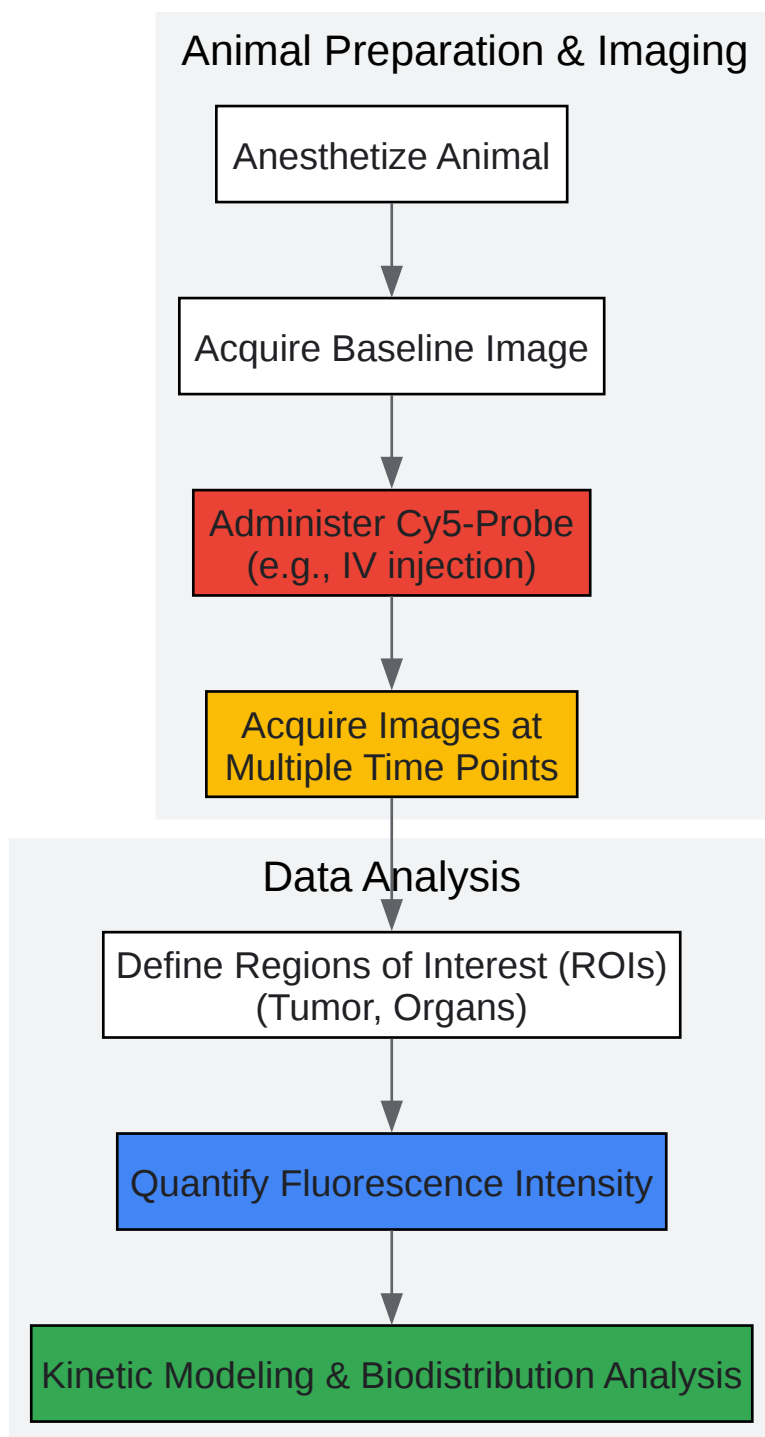 Animal Preparation & Imaging
Anesthetize Animal
Acquire Baseline Image
Administer Cy5-Probe
(e.g., IV injection)
Acquire Images at
Multiple Time Points
Data Analysis
Define Regions of Interest (ROIs)
(Tumor, Organs)
Quantify Fluorescence Intensity
Kinetic Modeling & Biodistribution Analysis